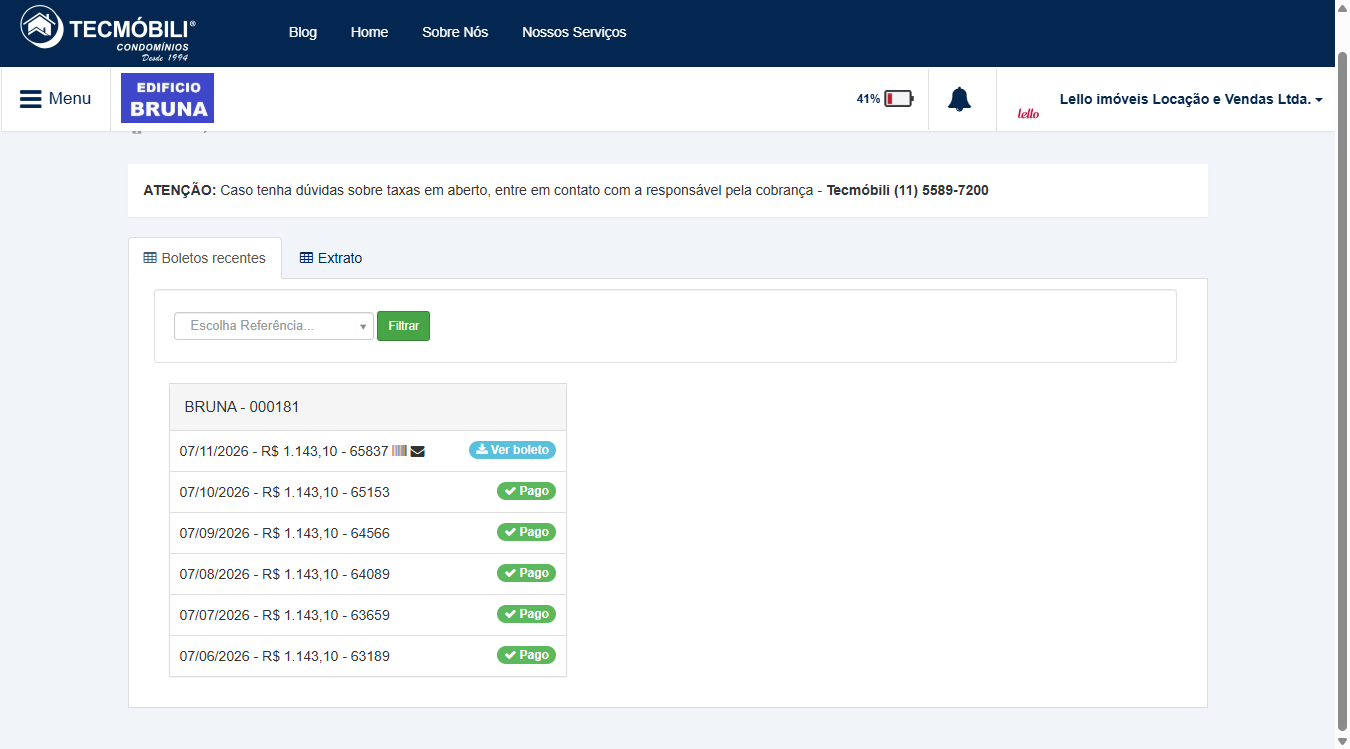 TECMÓBILI®
CONDOMÍNIOS
Desde 1994
Blog Home Sobre Nós Nossos Serviços
Menu
EDIFICIO
BRUNA
41%
lello
Lello imóveis Locação e Vendas Ltda.
ATENÇÃO: Caso tenha dúvidas sobre taxas em aberto, entre em contato com a responsável pela cobrança - Tecmóbili (11) 5589-7200
Boletos recentes Extrato
Escolha Referência... Filtrar
BRUNA - 000181
07/11/2026 - R$ 1.143,10 - 65837 Ver boleto
07/10/2026 - R$ 1.143,10 - 65153 Pago
07/09/2026 - R$ 1.143,10 - 64566 Pago
07/08/2026 - R$ 1.143,10 - 64089 Pago
07/07/2026 - R$ 1.143,10 - 63659 Pago
07/06/2026 - R$ 1.143,10 - 63189 Pago